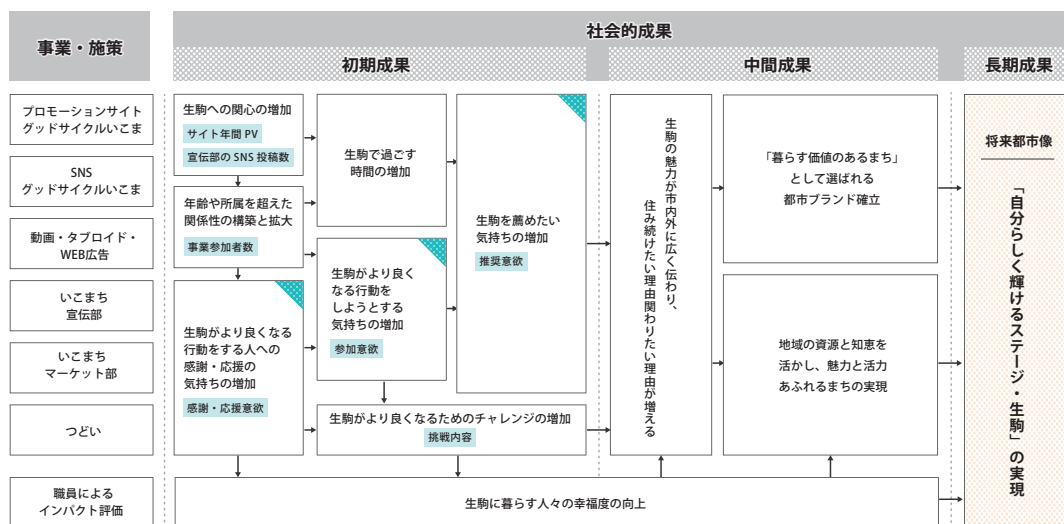 事業・施策
社会的成果
初期成果
中間成果
長期成果
プロモーションサイト
グッドサイクルいこま
SNS
グッドサイクルいこま
動画・タブロイド・
WEB広告
いこまち
宣伝部
いこまち
マーケット部
つどい
職員による
インパクト評価
生駒への関心の増加
サイト年間 PV
宣伝部の SNS 投稿数
年齢や所属を超えた
関係性の構築と拡大
事業参加者数
生駒がより良くなる
行動をする人への
感謝・応援の
気持ちの増加
感謝・応援意欲
生駒で過ごす
時間の増加
生駒がより良く
なる行動を
しようとする
気持ちの増加
参加意欲
生駒を薦めたい
気持ちの増加
推奨意欲
生駒がより良くなるためのチャレンジの増加
挑戦内容
生駒に暮らす人々の幸福度の向上
生駒の魅力が市内外に広く伝わり、
住み続けたい理由関わりたい理由が増える
「暮らす価値のあるまち」
として選ばれる
都市ブランド確立
地域の資源と知恵を
活かし、魅力と活力
あふれるまちの実現
将来都市像
「自分らしく輝けるステージ・生駒」の実現